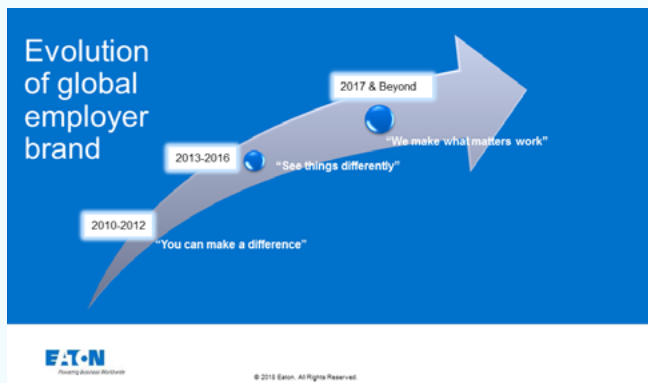 Evolution
of global
employer
brand
2017 & Beyond
"We make what matters work"
2013-2016
"See things differently"
2010-2012
"You can make a difference"
EATON
Powering Business Worldwide
© 2018 Eaton. All Rights Reserved.